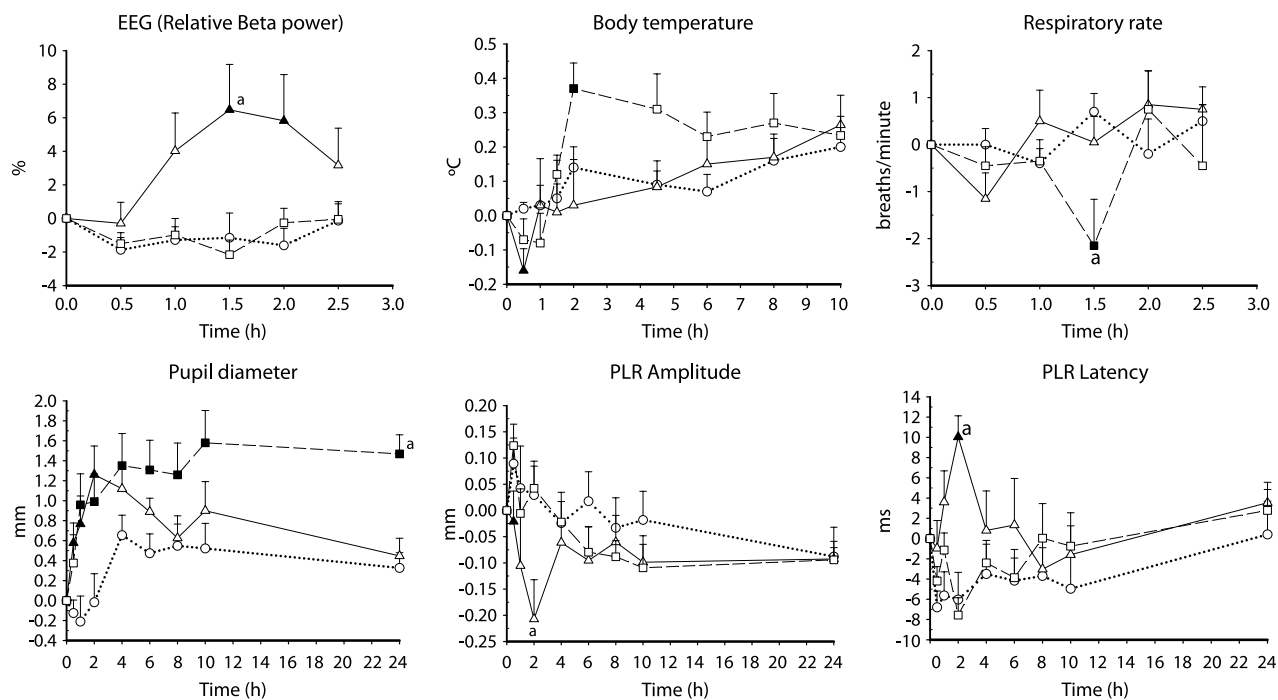 EEG (Relative Beta power)
10
8
6
4
2
0
-2
-4
%
a
0.0 0.5 1.0 1.5 2.0 2.5 3.0
Time (h)
Body temperature
0.5
0.4
0.3
0.2
0.1
0.0
-0.1
-0.2
ºC
0 1 2 3 4 5 6 7 8 9 10
Time (h)
Respiratory rate
3
2
1
0
-1
-2
-3
breaths/minute
a
0.0 0.5 1.0 1.5 2.0 2.5 3.0
Time (h)
Pupil diameter
2.0
1.8
1.6
1.4
1.2
1.0
0.8
0.6
0.4
0.2
0.0
-0.2
-0.4
mm
a
0 2 4 6 8 10 12 14 16 18 20 22 24
Time (h)
PLR Amplitude
0.20
0.15
0.10
0.05
0.00
-0.05
-0.10
-0.15
-0.20
-0.25
mm
a
0 2 4 6 8 10 12 14 16 18 20 22 24
Time (h)
PLR Latency
14
12
10
8
6
4
2
0
-2
-4
-6
-8
-10
ms
a
0 2 4 6 8 10 12 14 16 18 20 22 24
Time (h)